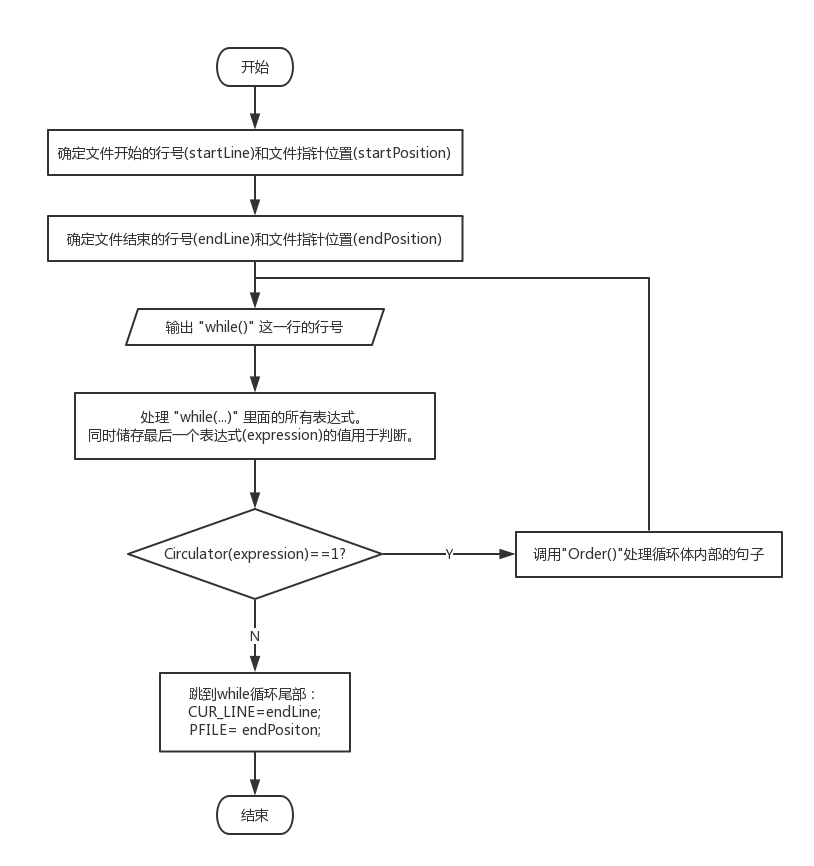 开始
确定文件开始的行号(startLine)和文件指针位置(startPosition)
确定文件结束的行号(endLine)和文件指针位置(endPosition)
输出 "while()" 这一行的行号
处理 "while(...)" 里面的所有表达式。
同时储存最后一个表达式(expression)的值用于判断。
Circulator(expression)==1?
Y
调用"Order()"处理循环体内部的句子
N
跳到while循环尾部：
CUR_LINE=endLine;
PFILE= endPositon;
结束